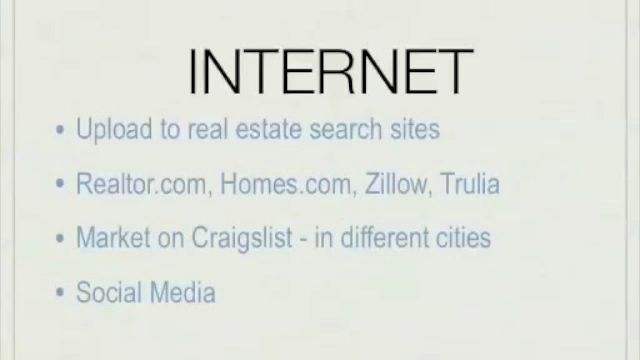 INTERNET
• Upload to real estate search sites
• Realtor.com, Homes.com, Zillow, Trulia
• Market on Craigslist - in different cities
• Social Media